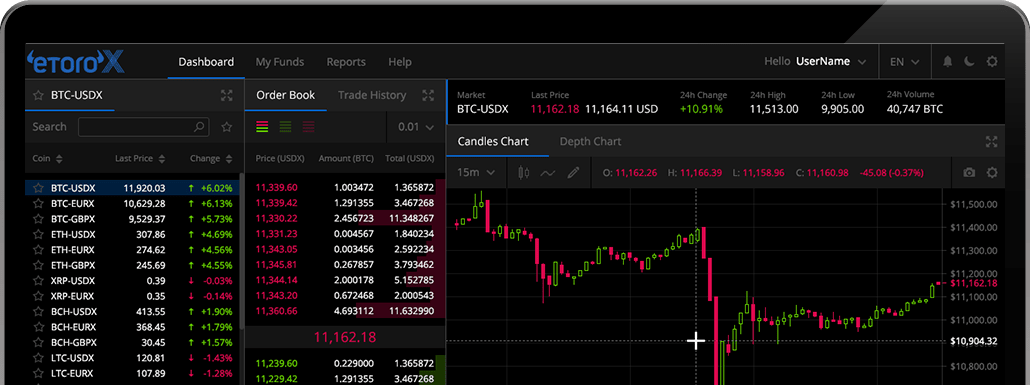 eToroX Dashboard My Funds Reports Help Hello UserName EN
BTC-USDX
Search
Coin Last Price Change
BTC-USDX 11,920.03 ↑ +6.02%
BTC-EURX 10,629.28 ↑ +6.13%
BTC-GBPX 9,529.37 ↑ +5.73%
ETH-USDX 307.86 ↑ +4.69%
ETH-EURX 274.62 ↑ +4.56%
ETH-GBPX 245.69 ↑ +4.55%
XRP-USDX 0.39 ↓ -0.03%
XRP-EURX 0.35 ↓ -0.14%
BCH-USDX 413.55 ↑ +1.90%
BCH-EURX 368.45 ↑ +1.79%
BCH-GBPX 30.45 ↑ +1.57%
LTC-USDX 120.81 ↓ -1.43%
LTC-EURX 107.89 ↓ -1.28%
Order Book Trade History
0.01
Price (USDX) Amount (BTC) Total (USDX)
11,339.60 1.003472 1.365872
11,339.42 1.291355 3.467268
11,330.22 2.456723 11.348267
11,331.23 0.004567 1.840234
11,343.05 0.003456 2.592234
11,345.81 0.267857 3.793462
11,344.14 2.000178 5.152785
11,343.20 0.672468 2.000543
11,360.66 4.693112 11.632990
11,162.18
11,239.60 0.229000 1.365872
11,229.42 2.291355 3.467268
Market Last Price 24h Change 24h High 24h Low 24h Volume
BTC-USDX 11,162.18 11,164.11 USD +10.91% 11,513.00 9,905.00 40,747 BTC
Candles Chart Depth Chart
15m O: 11,162.26 H: 11,166.39 L: 11,158.96 C: 11,160.98 -45.08 (-0.37%)
$11,500.00
$11,400.00
$11,200.00
$11,162.18
$11,100.00
$11,000.00
$10,904.32
$10,800.00